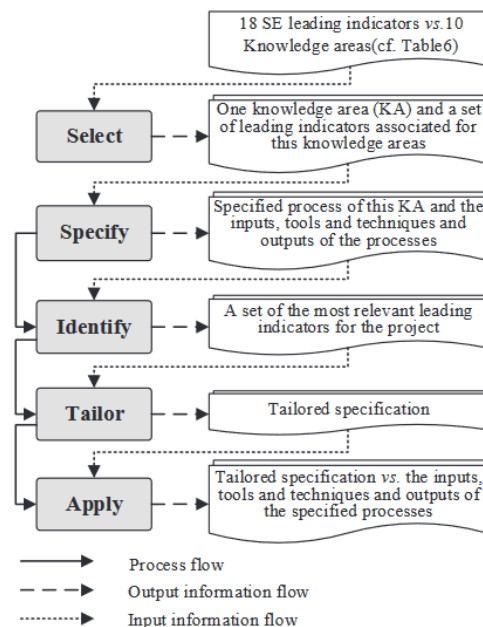 18 SE leading indicators vs.10
Knowledge areas(cf. Table6)
Select
One knowledge area (KA) and a set
of leading indicators associated for
this knowledge areas
Specify
Specified process of this KA and the
inputs, tools and techniques and
outputs of the processes
Identify
A set of the most relevant leading
indicators for the project
Tailor
Tailored specification
Apply
Tailored specification vs. the inputs,
tools and techniques and outputs of
the specified processes
Process flow
Output information flow
Input information flow